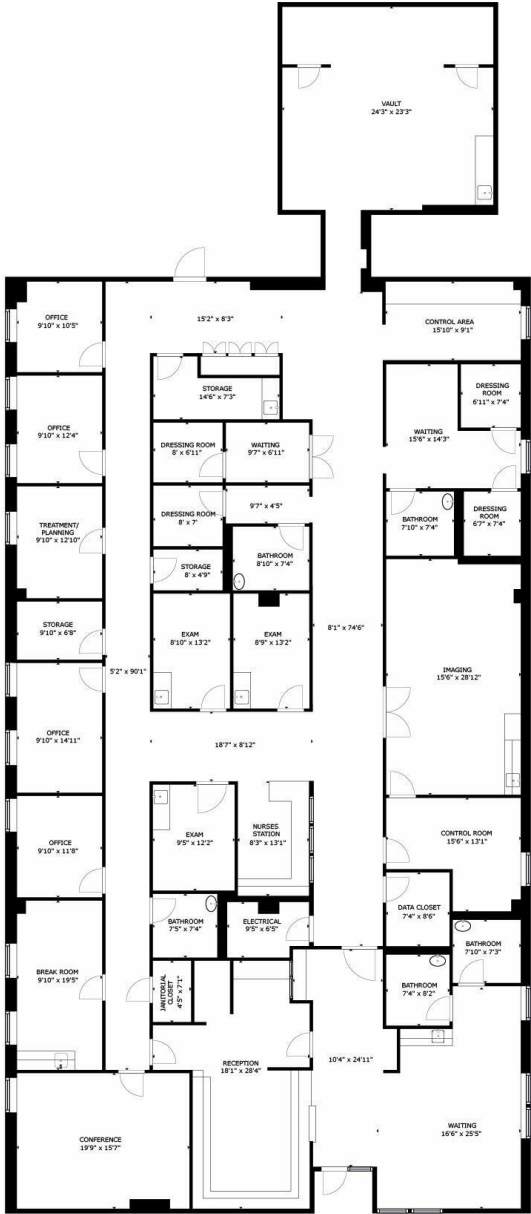 VAULT
24'3" x 23'3"
OFFICE
9'10" x 10'5"
15'2" x 8'3"
CONTROL AREA
15'10" x 9'1"
STORAGE
14'6" x 7'3"
DRESSING
ROOM
6'11" x 7'4"
OFFICE
9'10" x 12'4"
WAITING
15'6" x 14'3"
DRESSING ROOM
8' x 6'11"
WAITING
9'7" x 6'11"
DRESSING ROOM
8' x 7'
9'7" x 4'5"
TREATMENT/
PLANNING
9'10" x 12'10"
BATHROOM
7'10" x 7'4"
DRESSING
ROOM
6'7" x 7'4"
BATHROOM
8'10" x 7'4"
STORAGE
8' x 4'9"
STORAGE
9'10" x 6'8"
EXAM
8'10" x 13'2"
EXAM
8'9" x 13'2"
8'1" x 74'6"
IMAGING
15'6" x 28'12"
5'2" x 90'1"
OFFICE
9'10" x 14'11"
18'7" x 8'12"
OFFICE
9'10" x 11'8"
EXAM
9'5" x 12'2"
NURSES
STATION
8'3" x 13'1"
CONTROL ROOM
15'6" x 13'1"
DATA CLOSET
7'4" x 8'6"
BATHROOM
7'5" x 7'4"
ELECTRICAL
9'5" x 6'5"
BATHROOM
7'10" x 7'3"
BREAK ROOM
9'10" x 19'5"
JANITORIAL
CLOSET
4'5" x 7'1"
BATHROOM
7'4" x 8'2"
RECEPTION
18'1" x 28'4"
10'4" x 24'11"
CONFERENCE
19'9" x 15'7"
WAITING
16'6" x 25'5"